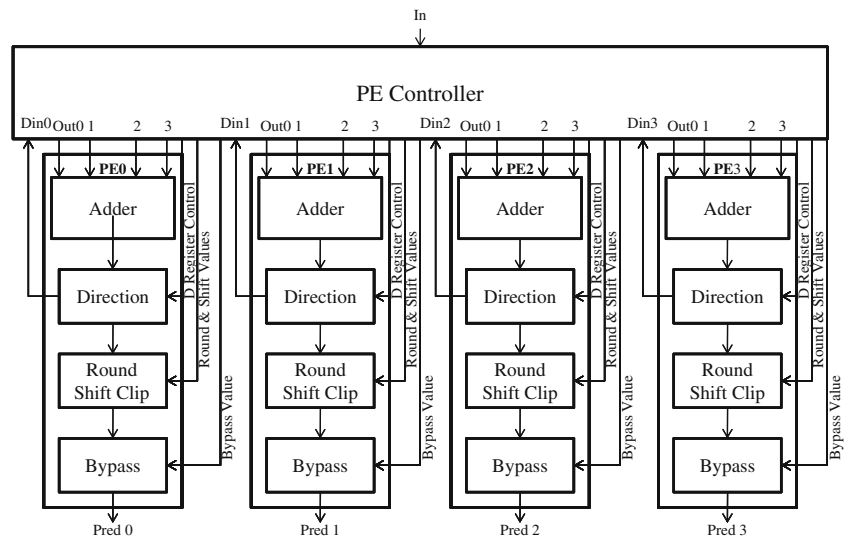 In
PE Controller
Din0 Out0 1 2 3 Din1 Out0 1 2 3 Din2 Out0 1 2 3 Din3 Out0 1 2 3
PE0 PE1 PE2 PE3
Adder Adder Adder Adder
Direction Direction Direction Direction
Round Shift Clip Round Shift Clip Round Shift Clip Round Shift Clip
Bypass Bypass Bypass Bypass
D Register Control D Register Control D Register Control D Register Control
Round & Shift Values Round & Shift Values Round & Shift Values Round & Shift Values
Bypass Value Bypass Value Bypass Value Bypass Value
Pred 0 Pred 1 Pred 2 Pred 3